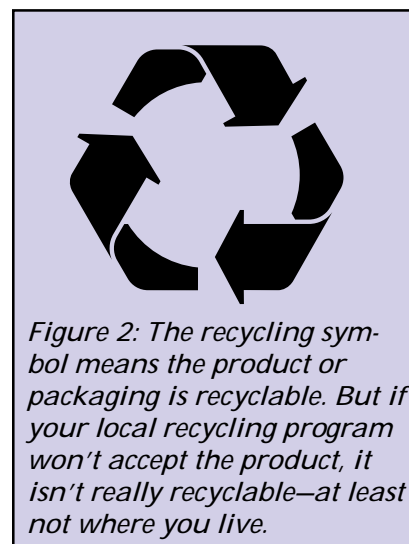 Figure 2: The recycling sym-
bol means the product or
packaging is recyclable. But if
your local recycling program
won't accept the product, it
isn't really recyclable—at least
not where you live.